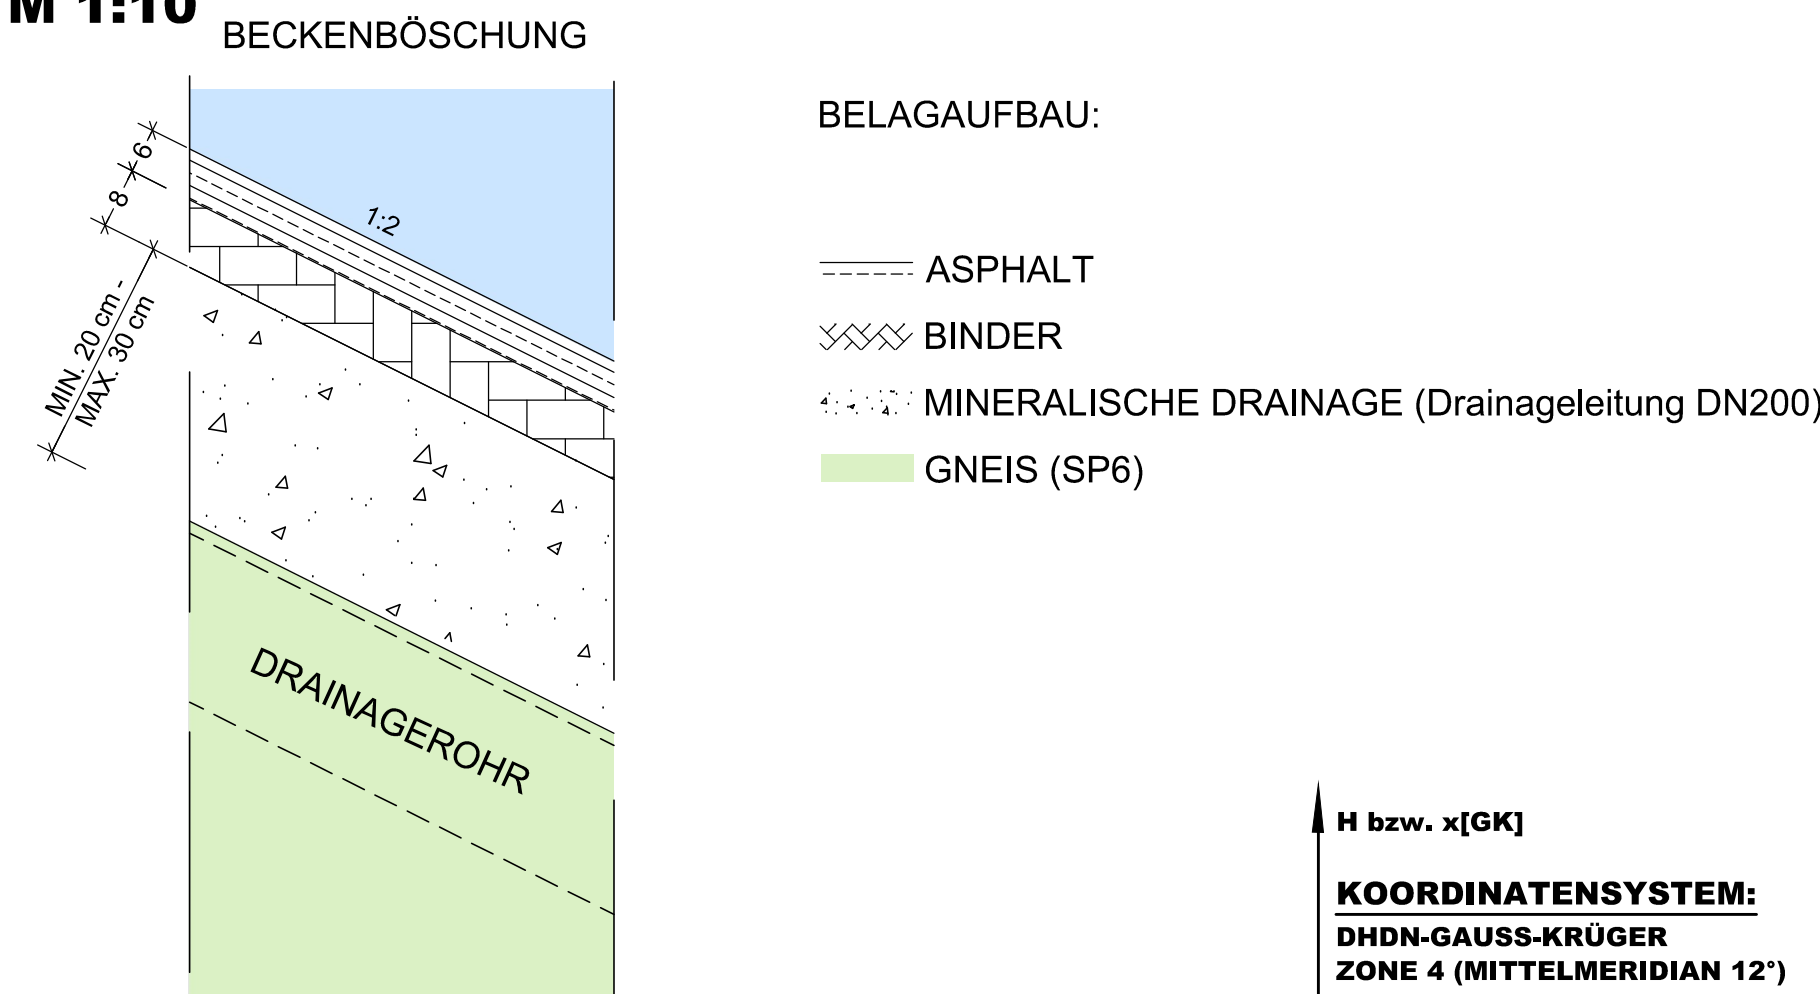 M 1:10
BECKENBÖSCHUNG
6
8
1:2
MIN. 20 cm -
MAX. 30 cm
DRAINAGEROHR
BELAGAUFBAU:
ASPHALT
BINDER
MINERALISCHE DRAINAGE (Drainageleitung DN200)
GNEIS (SP6)
H bzw. x[GK]
KOORDINATENSYSTEM:
DHDN-GAUSS-KRÜGER
ZONE 4 (MITTELMERIDIAN 12°)